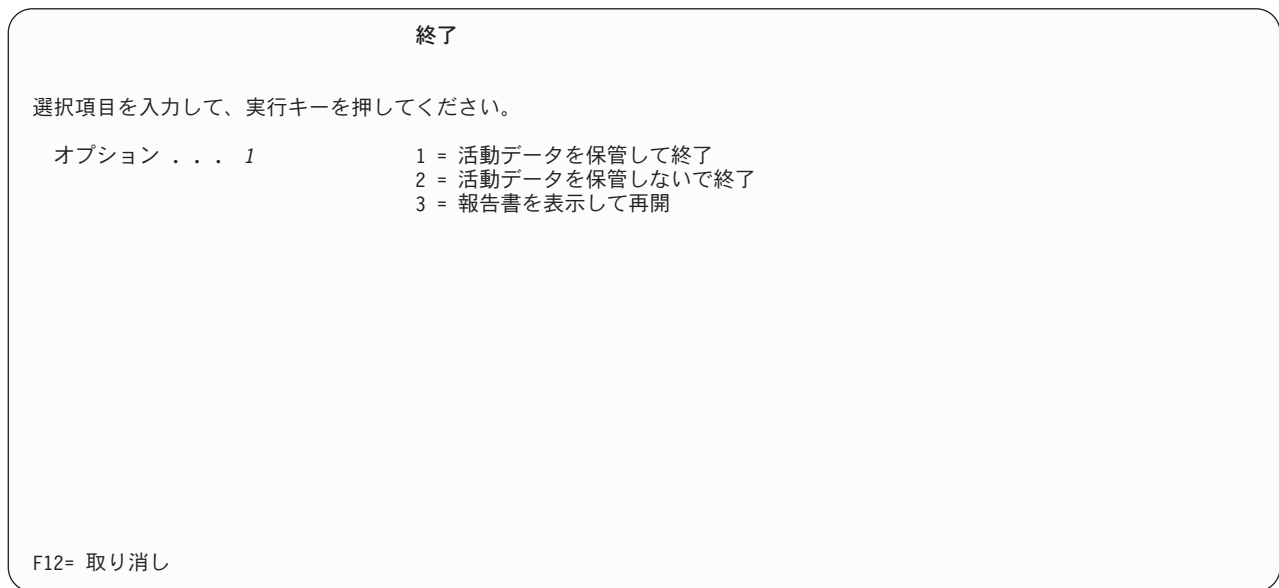 終了
選択項目を入力して、実行キーを押してください。
オプション . . . 1 1 = 活動データを保管して終了
2 = 活動データを保管しないで終了
3 = 報告書を表示して再開
F12= 取り消し